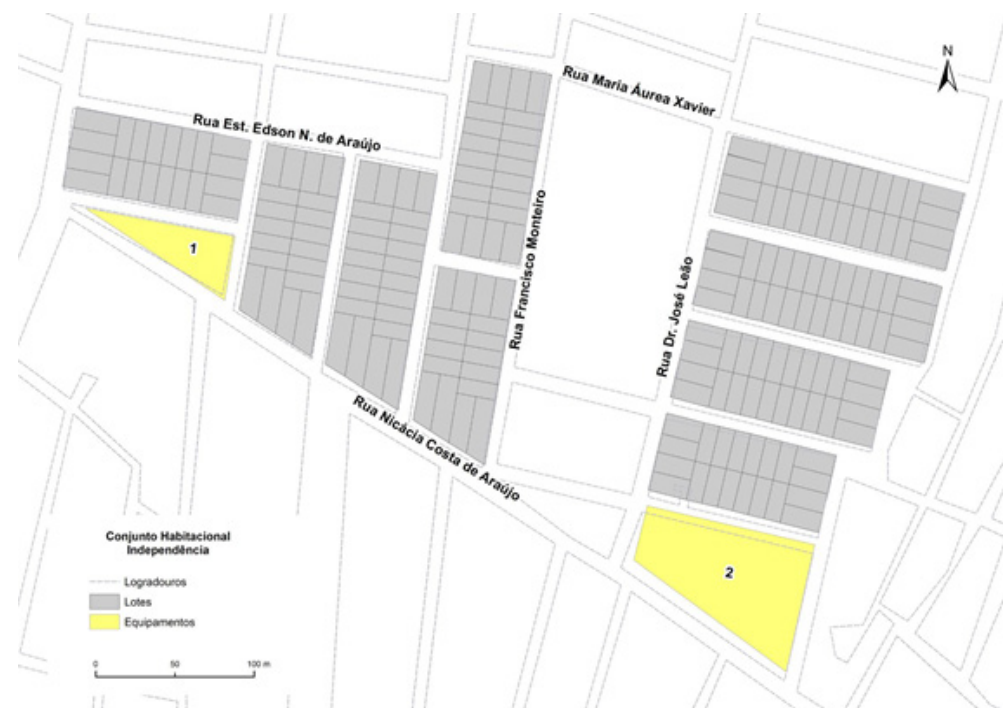 N
Rua Maria Áurea Xavier
Rua Est. Edson N. de Araújo
1
Rua Francisco Monteiro
Rua Dr. José Leão
Rua Nicácia Costa de Araújo
2
Conjunto Habitacional
Independência
Logradouros
Lotes
Equipamentos
0 50 100 m